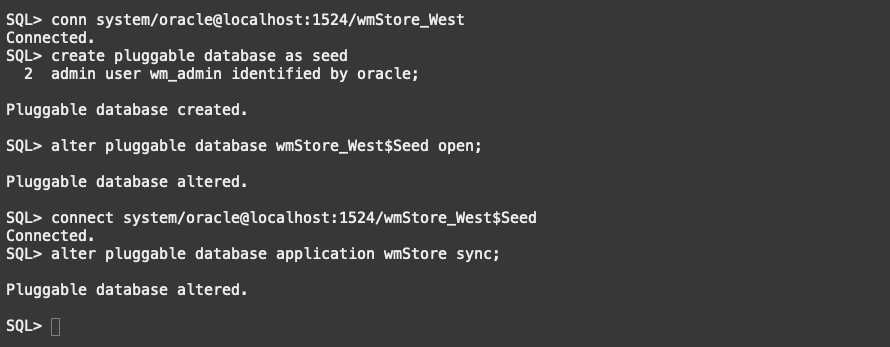 SQL> conn system/oracle@localhost:1524/wmStore_West
Connected.
SQL> create pluggable database as seed
  2  admin user wm_admin identified by oracle;
Pluggable database created.
SQL> alter pluggable database wmStore_West$Seed open;
Pluggable database altered.
SQL> connect system/oracle@localhost:1524/wmStore_West$Seed
Connected.
SQL> alter pluggable database application wmStore sync;
Pluggable database altered.
SQL>